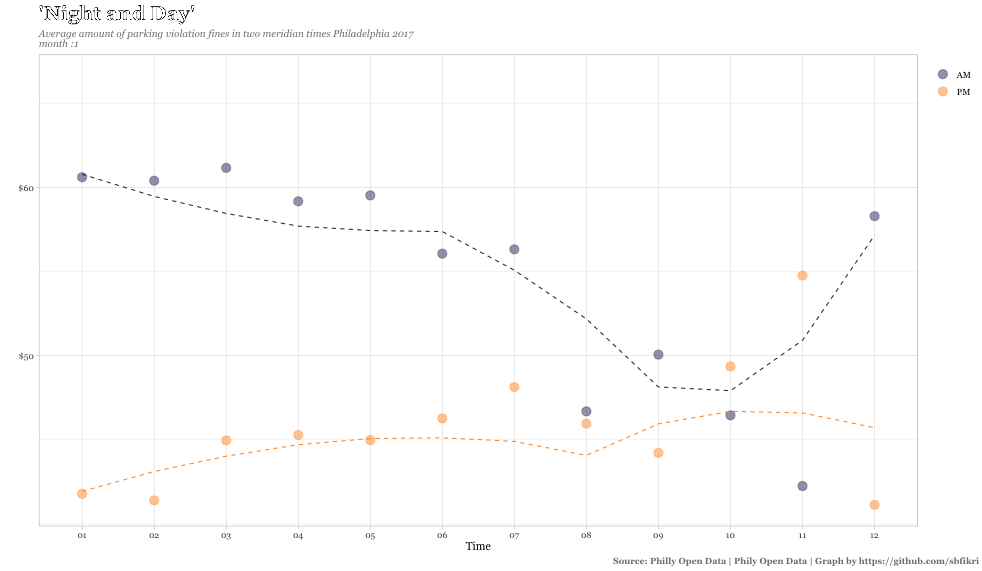 'Night and Day'
Average amount of parking violation fines in two meridian times Philadelphia 2017
month :1
AM
PM
$60
$50
01 02 03 04 05 06 07 08 09 10 11 12
Time
Source: Philly Open Data | Phily Open Data | Graph by https://github.com/sbfikri